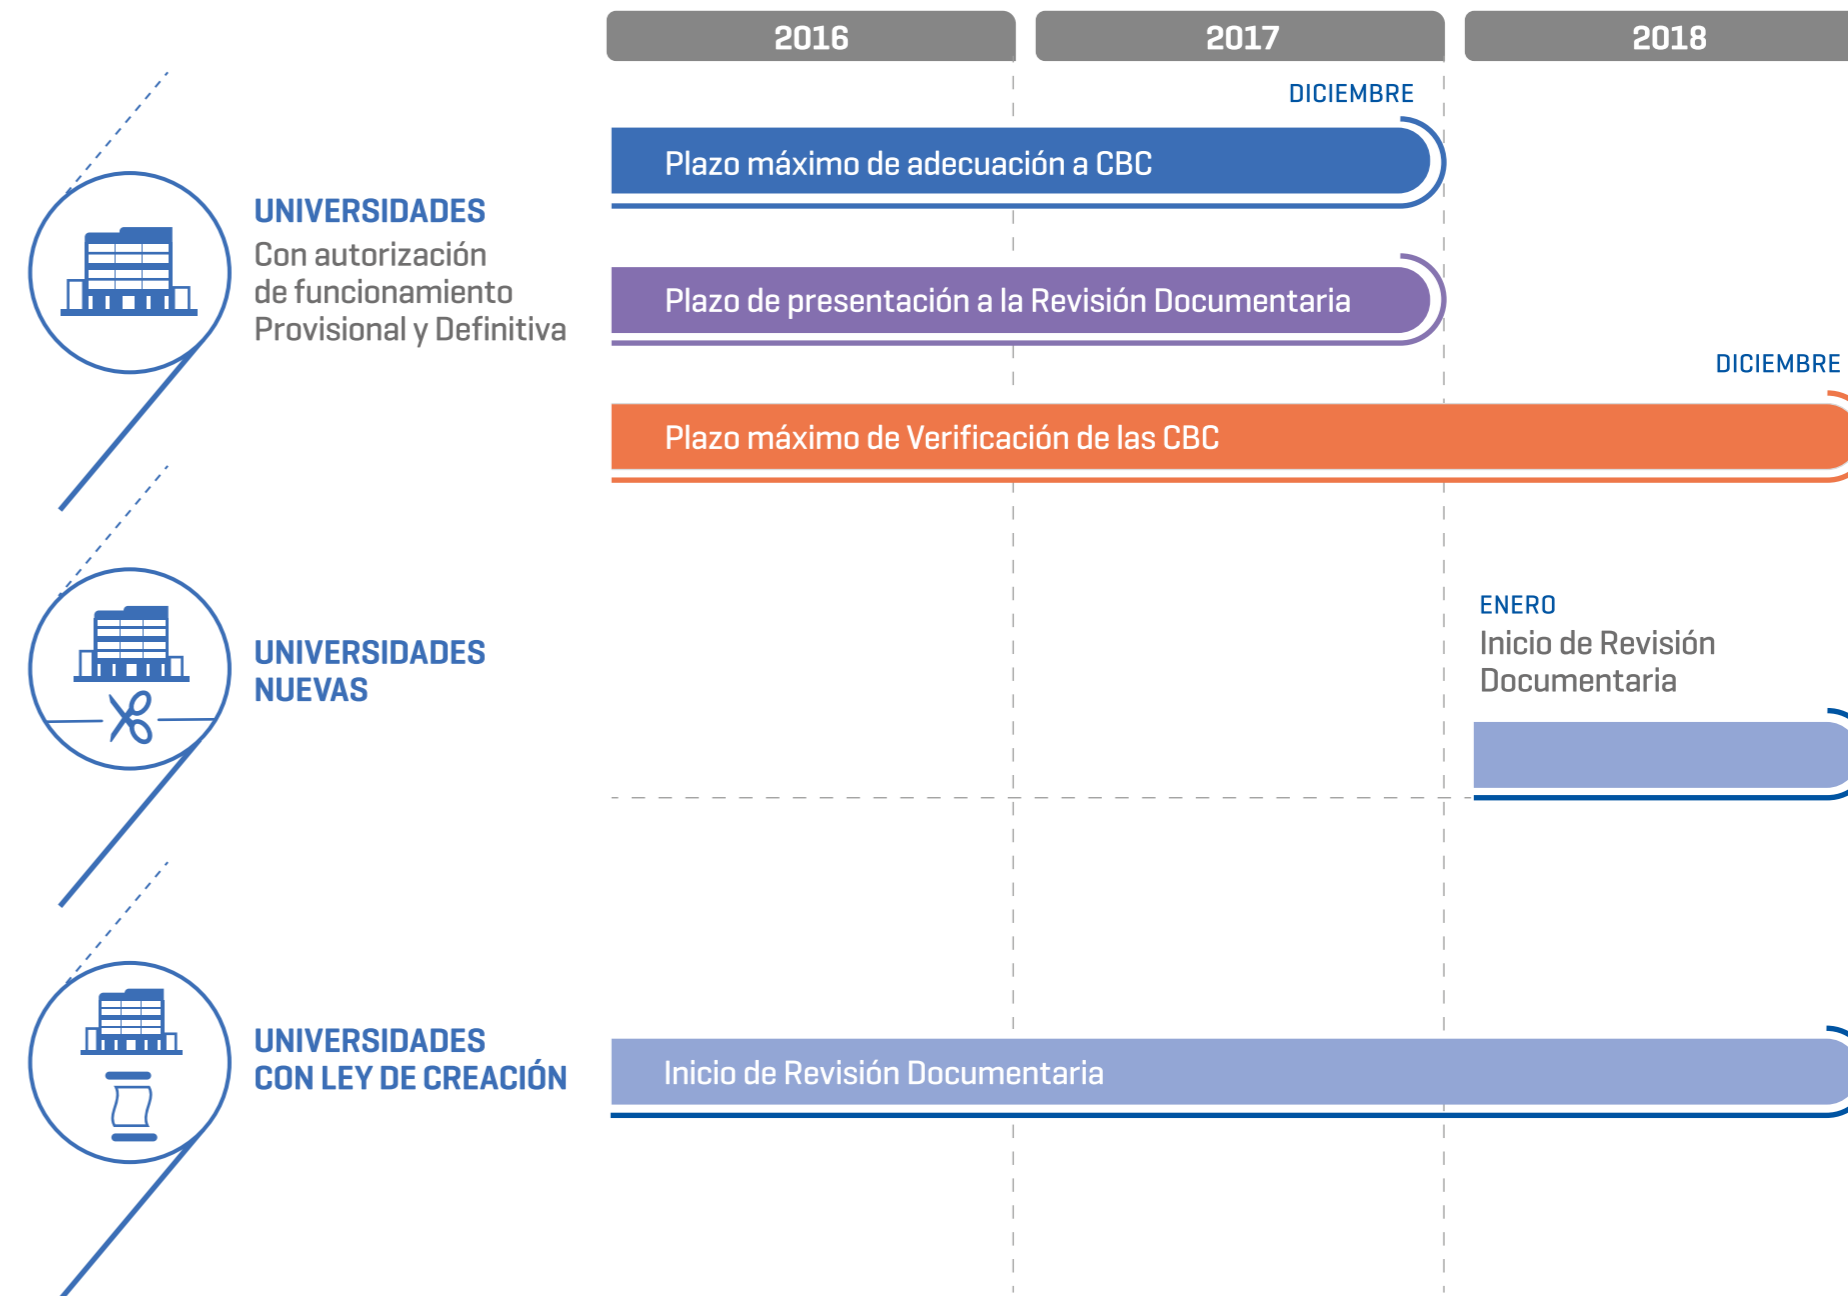 2016
2017
2018
DICIEMBRE
Plazo máximo de adecuación a CBC
UNIVERSIDADES
Con autorización
de funcionamiento
Provisional y Definitiva
Plazo de presentación a la Revisión Documentaria
DICIEMBRE
Plazo máximo de Verificación de las CBC
UNIVERSIDADES
NUEVAS
ENERO
Inicio de Revisión
Documentaria
UNIVERSIDADES
CON LEY DE CREACIÓN
Inicio de Revisión Documentaria